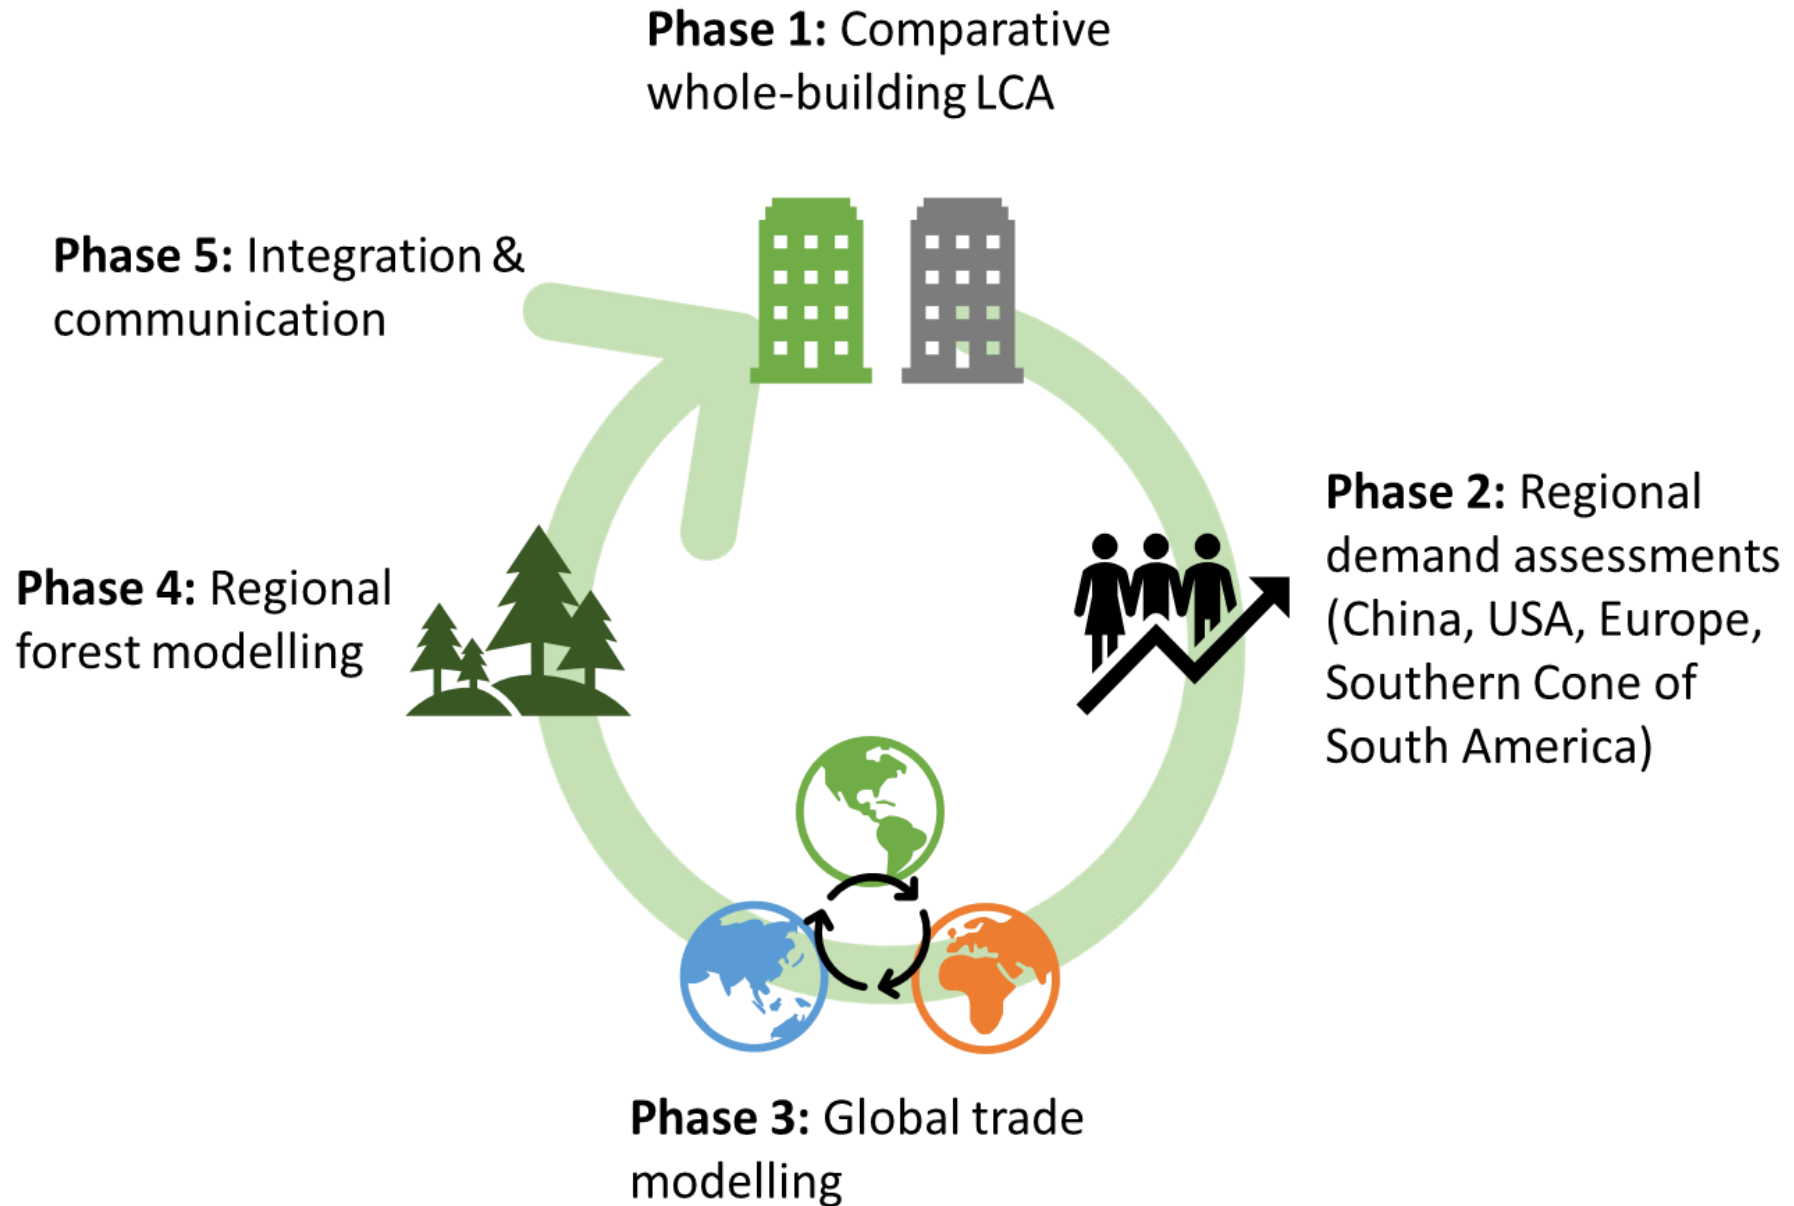 Phase 1: Comparative
whole-building LCA
Phase 2: Regional
demand assessments
(China, USA, Europe,
Southern Cone of
South America)
Phase 3: Global trade
modelling
Phase 4: Regional
forest modelling
Phase 5: Integration &
communication